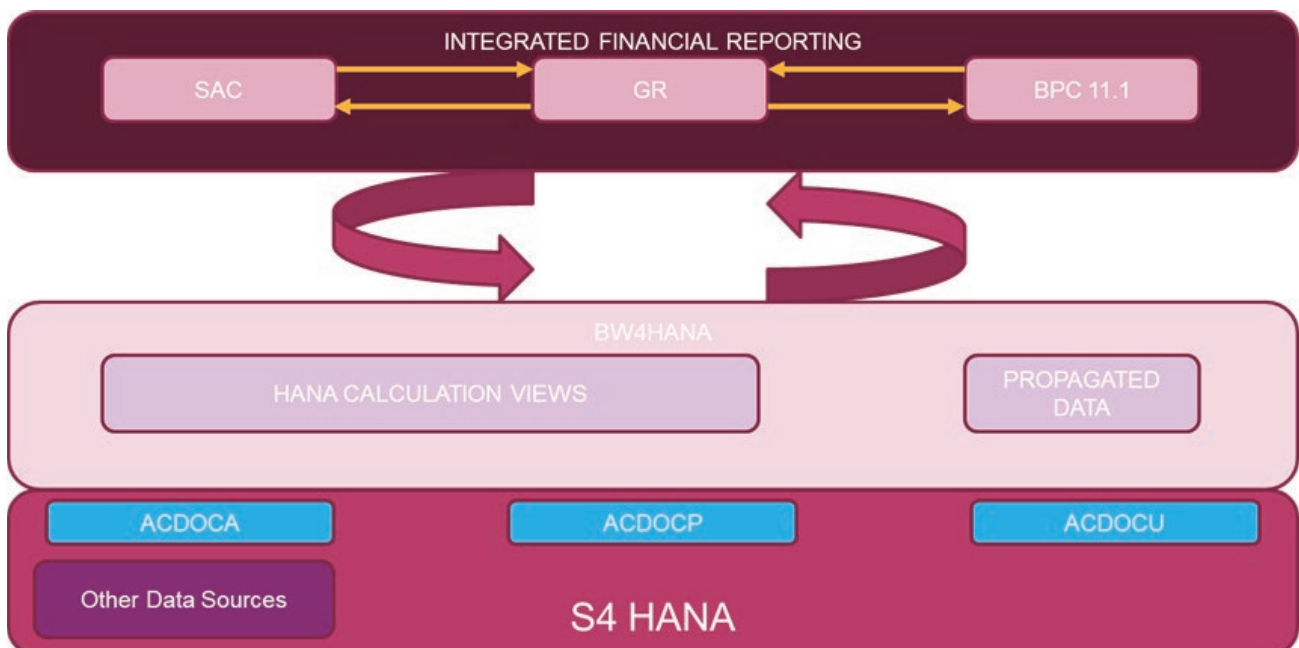 INTEGRATED FINANCIAL REPORTING
SAC
GR
BPC 11.1
BW4HANA
HANA CALCULATION VIEWS
PROPAGATED
DATA
ACDOCA
ACDOCP
ACDOCU
Other Data Sources
S4 HANA